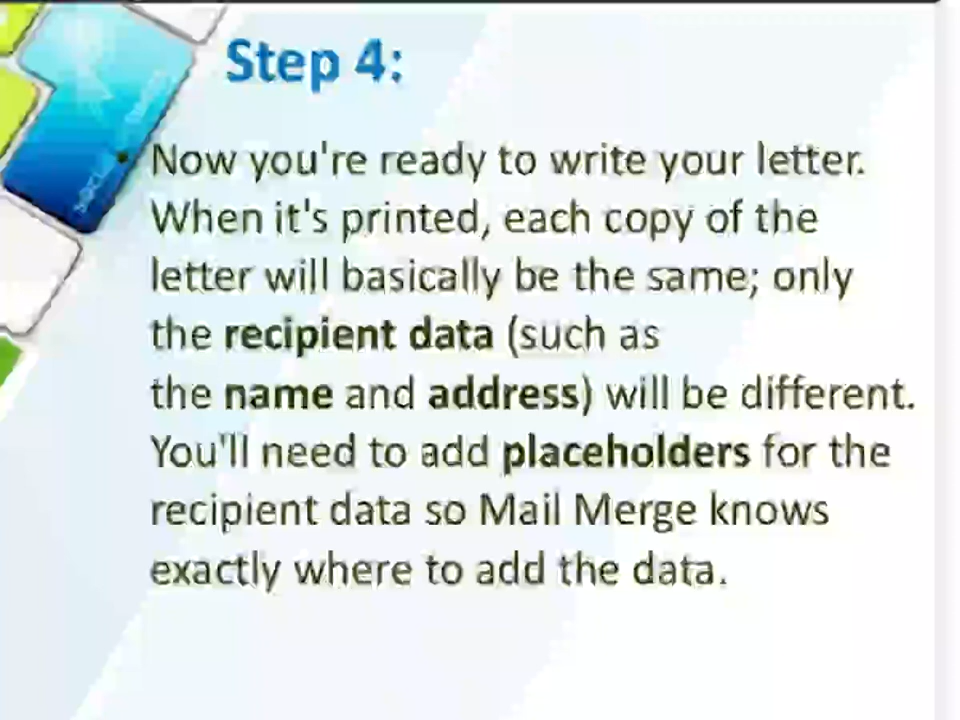 Step 4:
• Now you're ready to write your letter.
When it's printed, each copy of the
letter will basically be the same; only
the recipient data (such as
the name and address) will be different.
You'll need to add placeholders for the
recipient data so Mail Merge knows
exactly where to add the data.